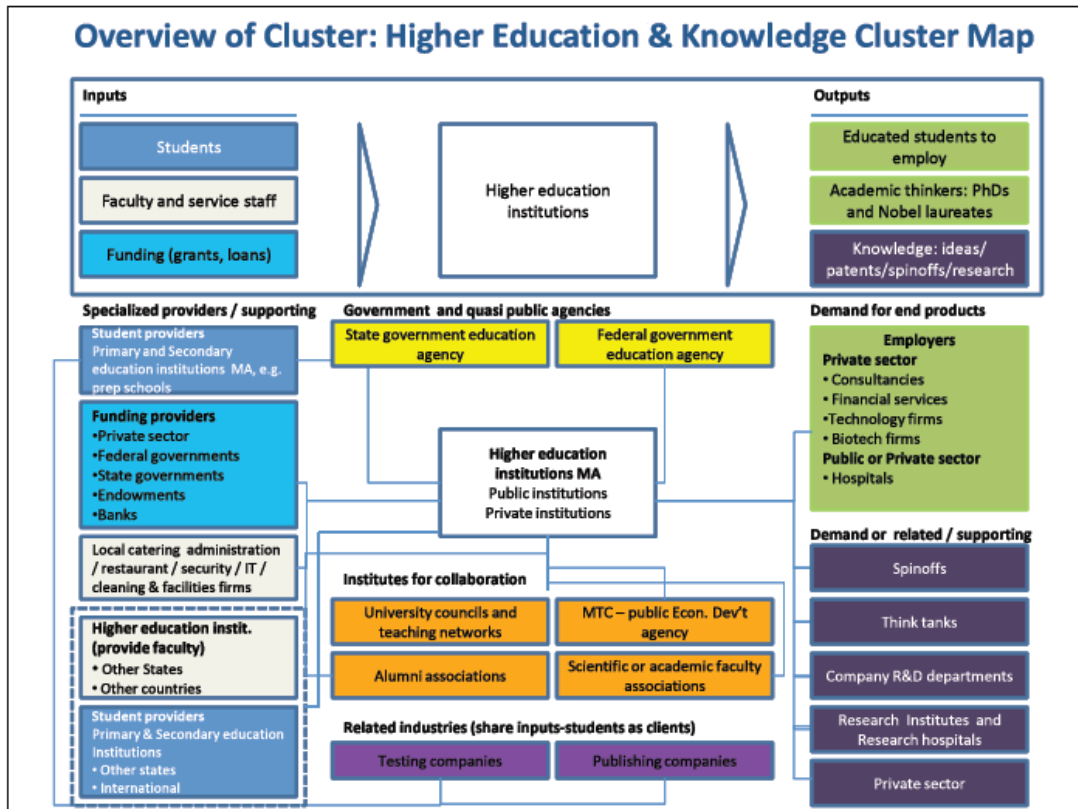 Overview of Cluster: Higher Education & Knowledge Cluster Map
Inputs
Students
Faculty and service staff
Funding (grants, loans)
Higher education
institutions
Outputs
Educated students to
employ
Academic thinkers: PhDs
and Nobel laureates
Knowledge: ideas/
patents/spinoffs/research
Specialized providers / supporting
Student providers
Primary and Secondary
education institutions MA, e.g.
prep schools
Funding providers
•Private sector
•Federal governments
•State governments
•Endowments
•Banks
Local catering administration
/ restaurant / security / IT /
cleaning & facilities firms
Higher education instit.
(provide faculty)
• Other States
• Other countries
Student providers
Primary & Secondary education
Institutions
• Other states
• International
Government and quasi public agencies
State government education
agency
Federal government
education agency
Higher education
institutions MA
Public institutions
Private institutions
Institutes for collaboration
University councils and
teaching networks
MTC – public Econ. Dev't
agency
Alumni associations
Scientific or academic faculty
associations
Related industries (share inputs-students as clients)
Testing companies
Publishing companies
Demand for end products
Employers
Private sector
• Consultancies
• Financial services
•Technology firms
• Biotech firms
Public or Private sector
• Hospitals
Demand or related / supporting
Spinoffs
Think tanks
Company R&D departments
Research Institutes and
Research hospitals
Private sector